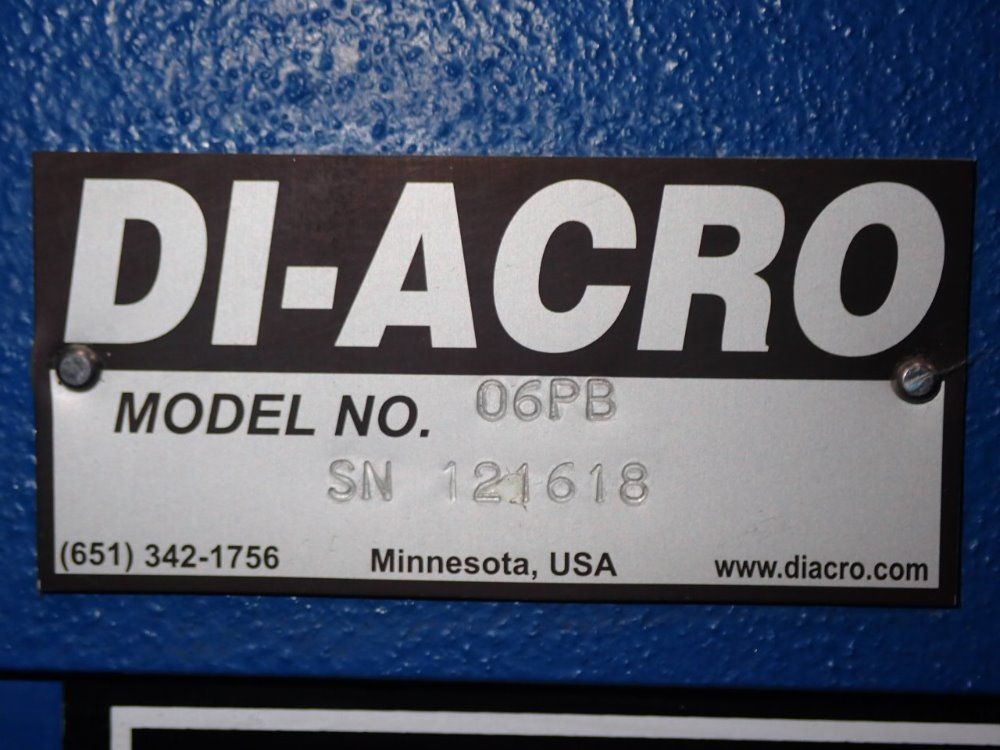 DI-ACRO
MODEL NO. 06PB
SN 121618
(651) 342-1756 Minnesota, USA www.diacro.com